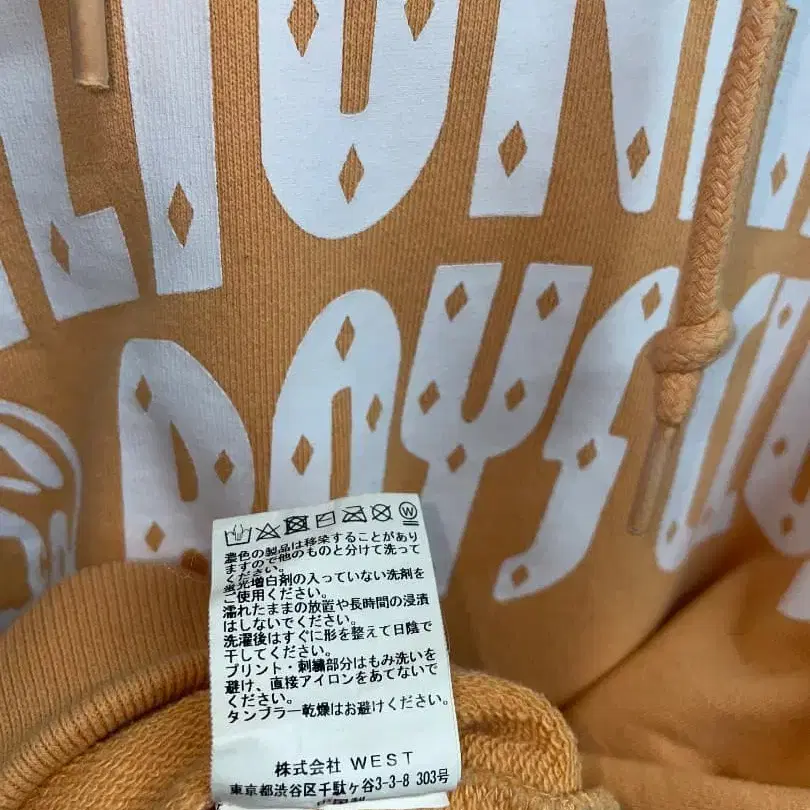 DAYS
濃色の製品は移染することがあり
ますので他のものと分けて洗って
ください。
蛍光増白剤の入っていない洗剤を
ご使用ください。
濡れたままの放置や長時間の浸漬
はしないでください。
洗濯後はすぐに形を整えて日陰で
干してください。
プリント・刺繍部分はもみ洗いを
避け、直接アイロンをあてないで
ください。
タンブラー乾燥はお避けください。
株式会社 WEST
東京都渋谷区千駄ヶ谷3-3-8 303号